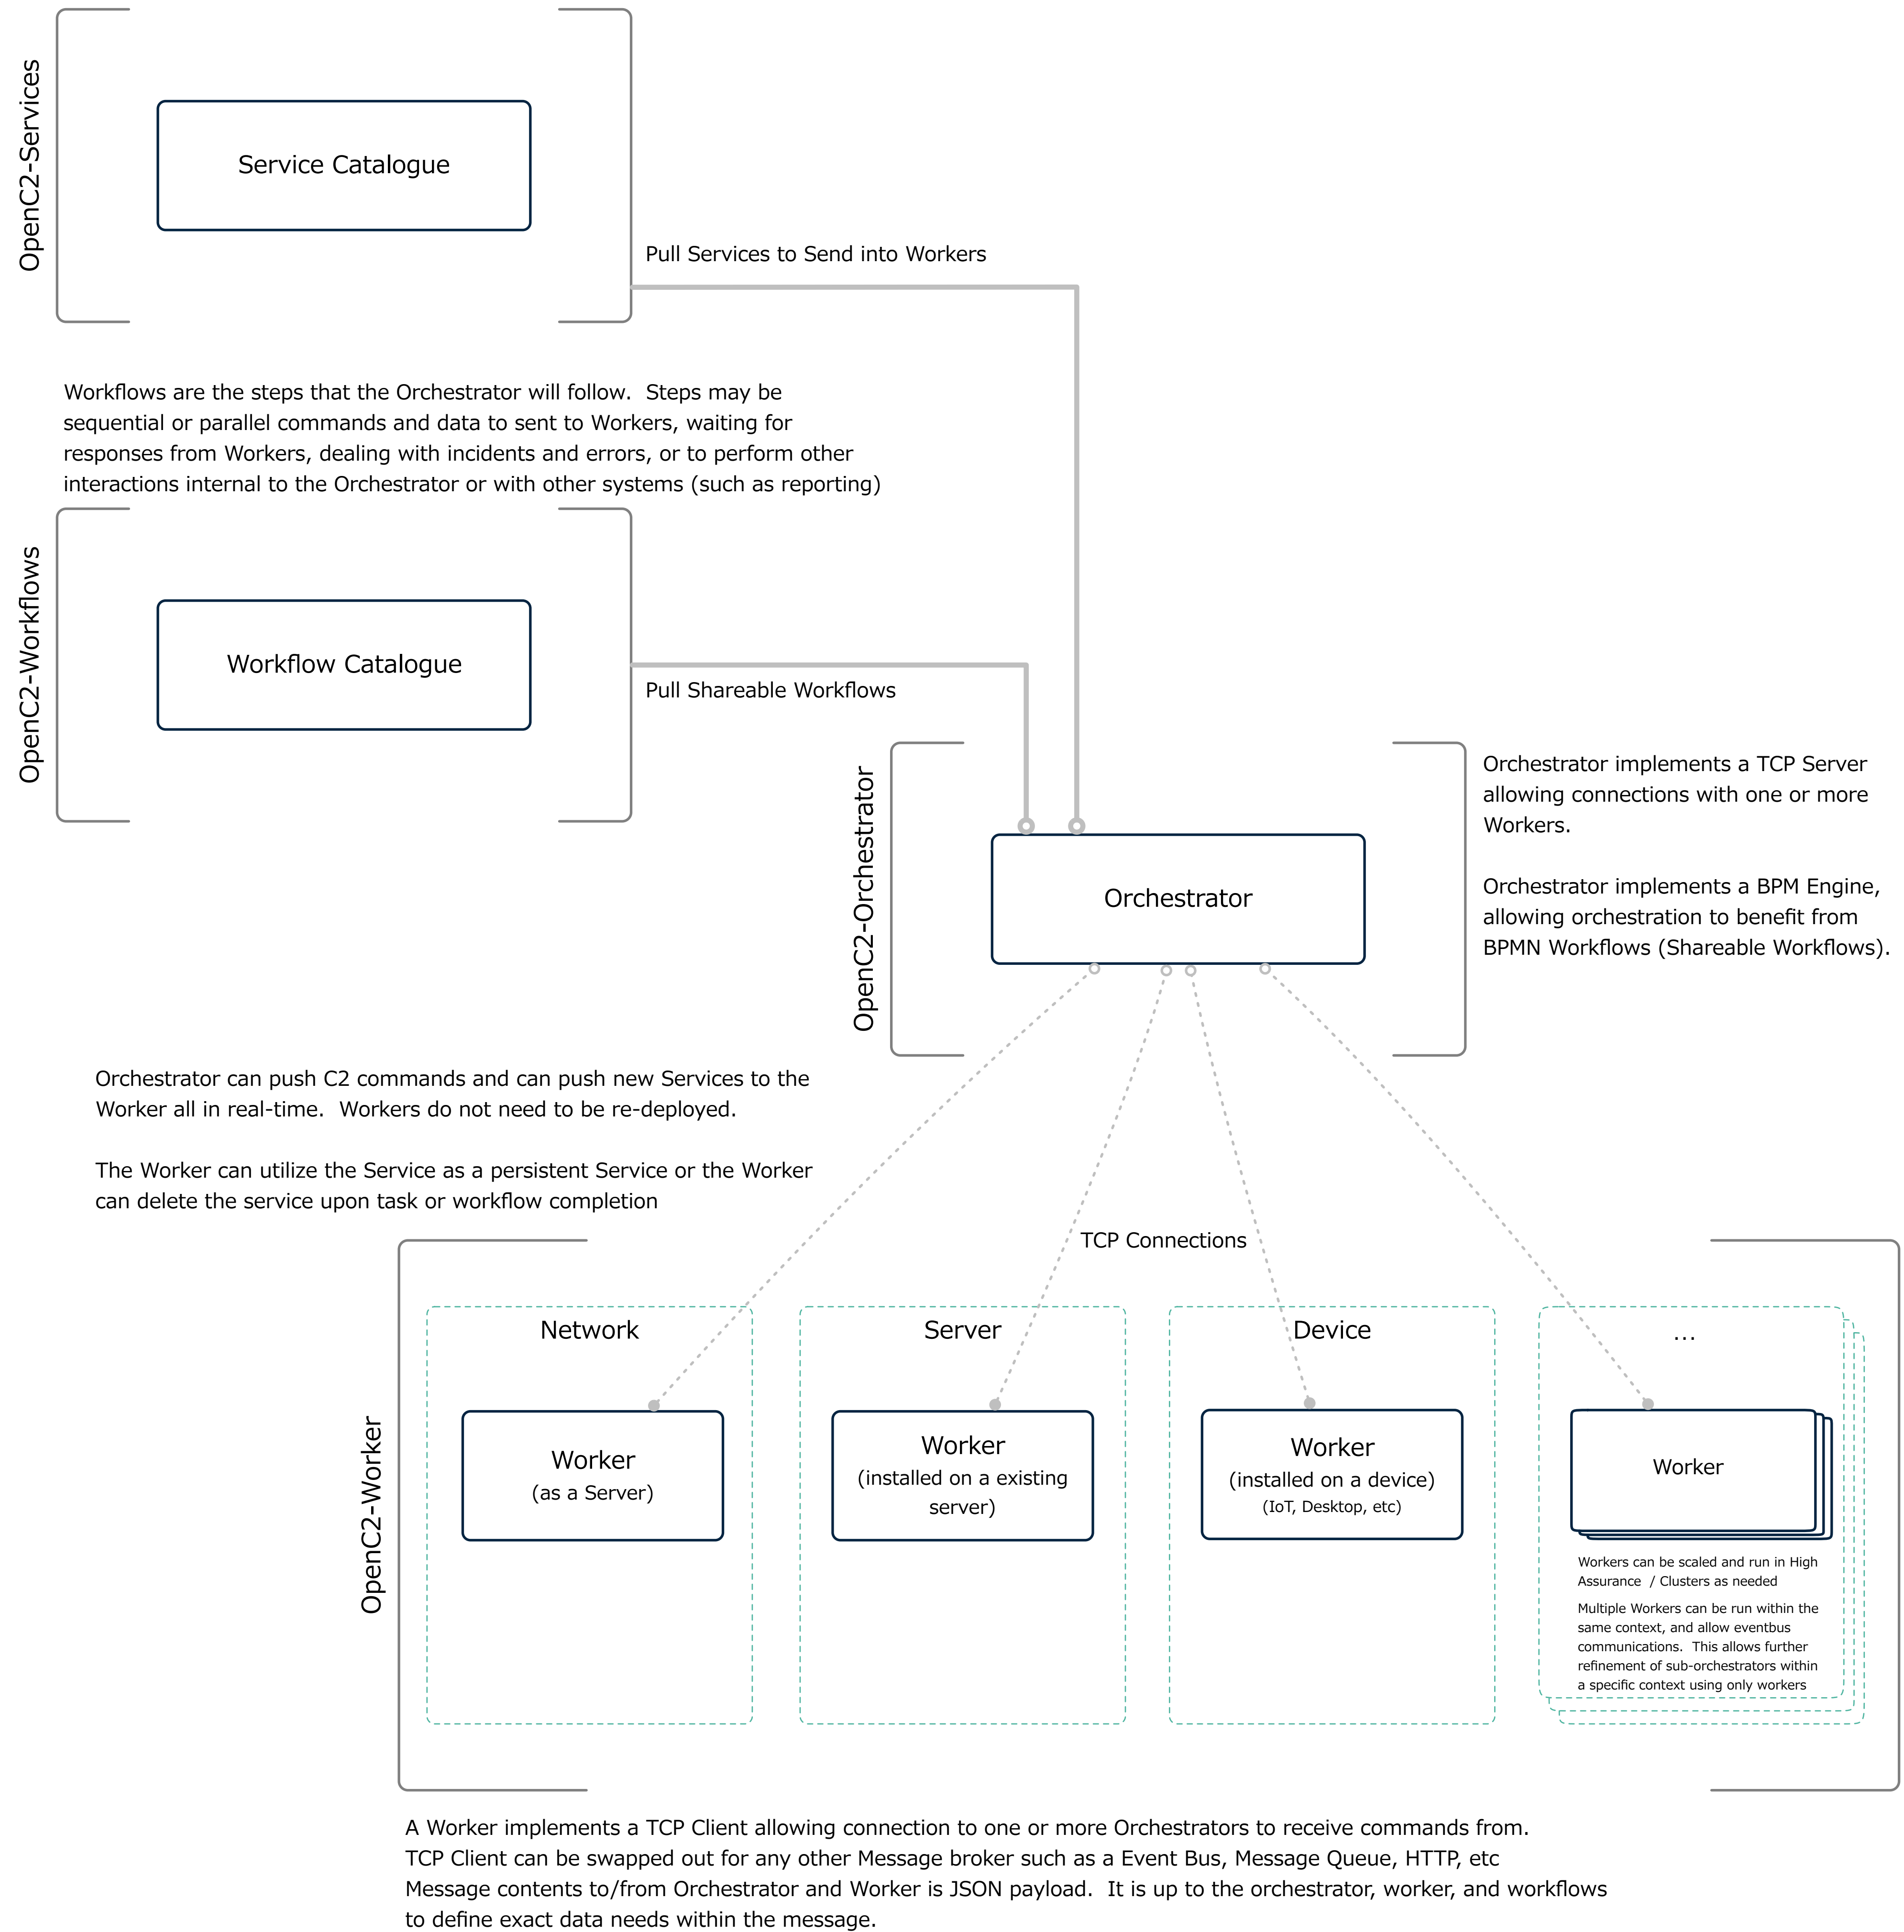 OpenC2-Services
Service Catalogue
Pull Services to Send into Workers
Workflows are the steps that the Orchestrator will follow.  Steps may be
sequential or parallel commands and data to sent to Workers, waiting for
responses from Workers, dealing with incidents and errors, or to perform other
interactions internal to the Orchestrator or with other systems (such as reporting)
OpenC2-Workflows
Workflow Catalogue
Pull Shareable Workflows
OpenC2-Orchestrator
Orchestrator
Orchestrator implements a TCP Server
allowing connections with one or more
Workers.
Orchestrator implements a BPM Engine,
allowing orchestration to benefit from
BPMN Workflows (Shareable Workflows).
Orchestrator can push C2 commands and can push new Services to the
Worker all in real-time.  Workers do not need to be re-deployed.
The Worker can utilize the Service as a persistent Service or the Worker
can delete the service upon task or workflow completion
TCP Connections
OpenC2-Worker
Network
Worker
(as a Server)
Server
Worker
(installed on a existing
server)
Device
Worker
(installed on a device)
(IoT, Desktop, etc)
...
Worker
Workers can be scaled and run in High
Assurance  / Clusters as needed
Multiple Workers can be run within the
same context, and allow eventbus
communications.  This allows further
refinement of sub-orchestrators within
a specific context using only workers
A Worker implements a TCP Client allowing connection to one or more Orchestrators to receive commands from.
TCP Client can be swapped out for any other Message broker such as a Event Bus, Message Queue, HTTP, etc
Message contents to/from Orchestrator and Worker is JSON payload.  It is up to the orchestrator, worker, and workflows
to define exact data needs within the message.